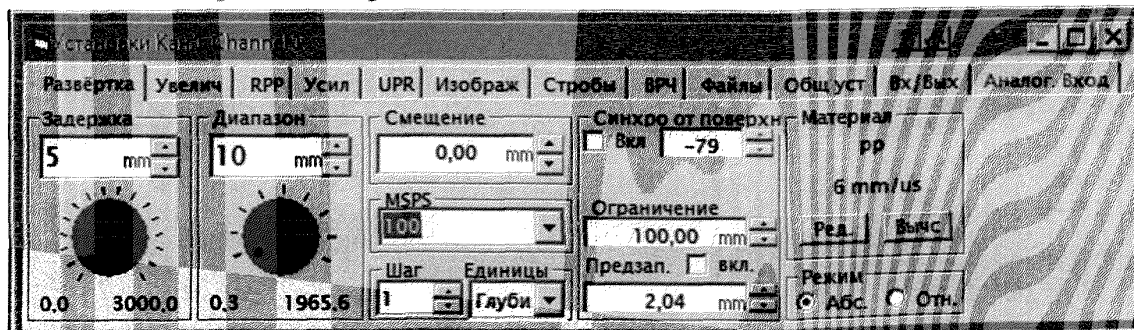 Установки Кан
Channel
Развёртка Увелич RPP Усил UPR Изображ Стробы ВРЧ Файлы Общ уст Вх/Вых Аналог. Вход
Задержка Диапазон Смещение Синхро от поверхн Материал
5 mm 10 mm 0,00 mm Вкл -79 pp
6 mm/us
MSPS Ограничение
100 100,00 mm Ред. Вычс
Шаг Единицы Предзап. вкл. Режим
0.0 3000.0 0.3 1965.6 1 Глуби 2,04 mm Абс. Отн.